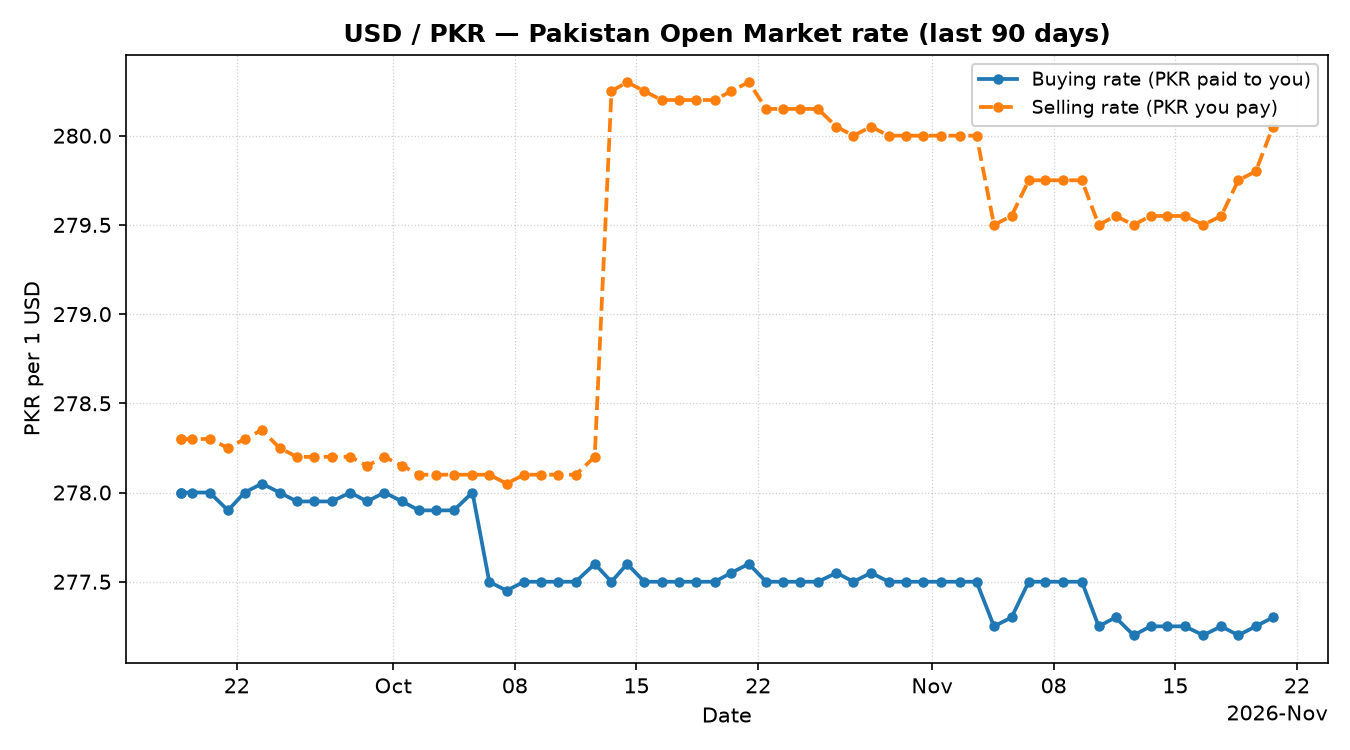 USD / PKR — Pakistan Open Market rate (last 90 days)
Buying rate (PKR paid to you)
Selling rate (PKR you pay)
PKR per 1 USD
280.0
279.5
279.0
278.5
278.0
277.5
22 Oct 08 15 22 Nov 08 15 22
Date
2026-Nov